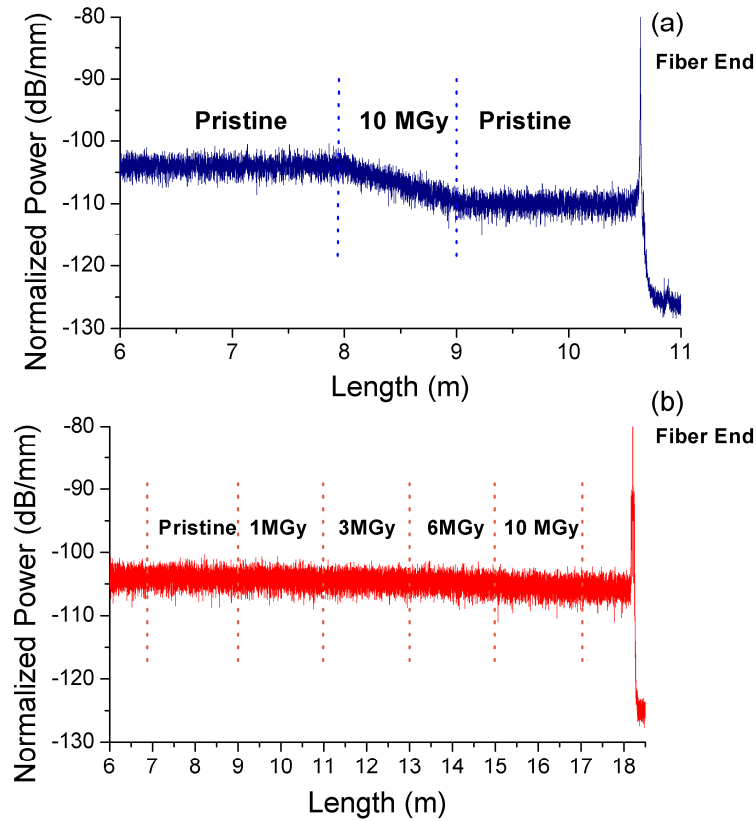 (a)
Fiber End
Normalized Power (dB/mm)
-80
-90
-100
-110
-120
-130
Pristine 10 MGy Pristine
6 7 8 9 10 11
Length (m)
(b)
Fiber End
Normalized Power (dB/mm)
-80
-90
-100
-110
-120
-130
Pristine 1MGy 3MGy 6MGy 10 MGy
6 7 8 9 10 11 12 13 14 15 16 17 18
Length (m)